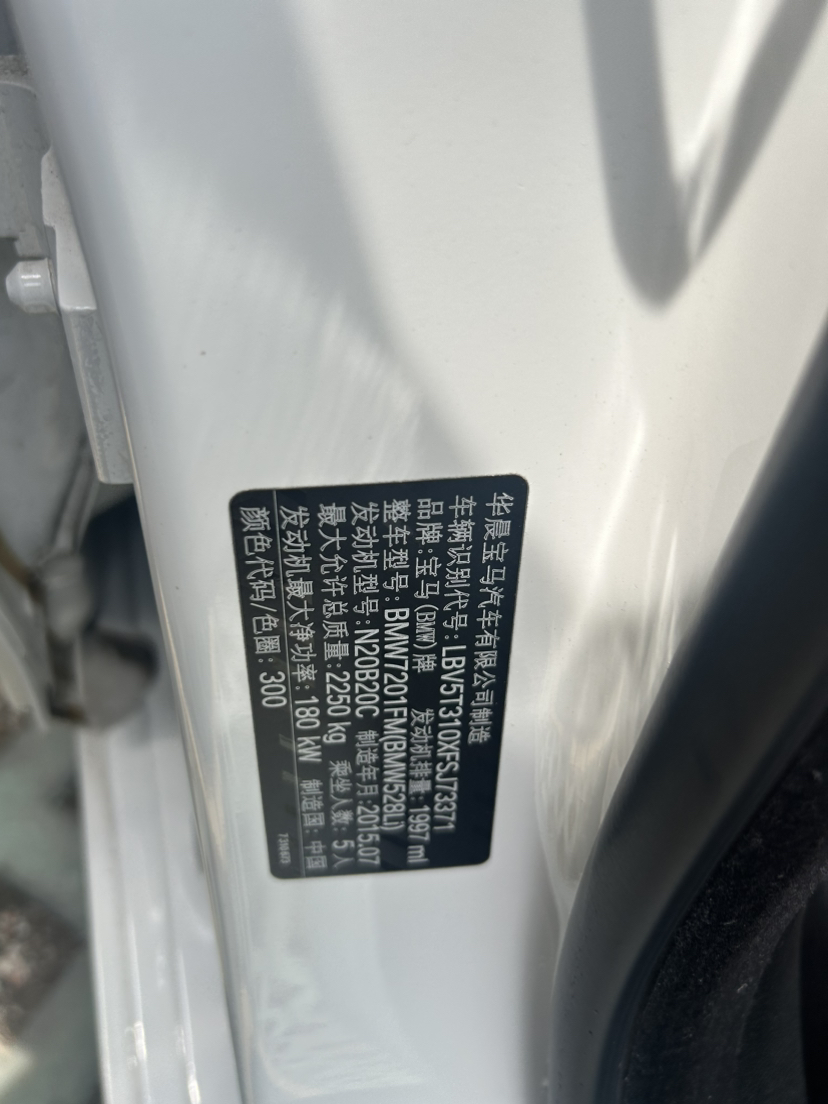 华晨宝马汽车有限公司制造
车辆识别代号: LBV5T310XFSJ73371
品牌: 宝马(BMW)牌 发动机排量: 1997 ml
整车型号: BMW7201FM(BMW528Li)
发动机型号: N20B20C 制造年月: 2015.07
最大允许总质量: 2250 kg 乘坐人数: 5人
发动机最大净功率: 180 kW 制造国: 中国
颜色代码/色圈: 300